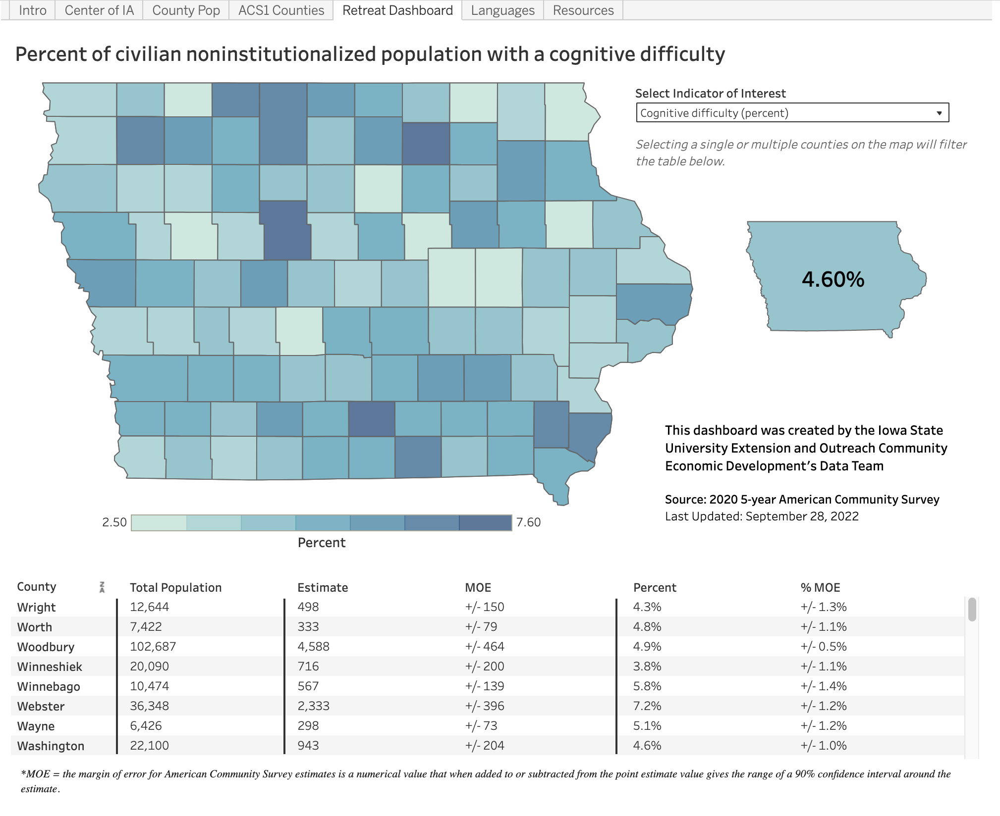 Intro Center of IA County Pop ACS1 Counties Retreat Dashboard Languages Resources
Percent of civilian noninstitutionalized population with a cognitive difficulty
Select Indicator of Interest
Cognitive difficulty (percent)
Selecting a single or multiple counties on the map will filter
the table below.
4.60%
This dashboard was created by the Iowa State
University Extension and Outreach Community
Economic Development's Data Team
Source: 2020 5-year American Community Survey
Last Updated: September 28, 2022
2.50 7.60
Percent
County Total Population Estimate MOE Percent % MOE
Wright 12,644 498 +/- 150 4.3% +/- 1.3%
Worth 7,422 333 +/- 79 4.8% +/- 1.1%
Woodbury 102,687 4,588 +/- 464 4.9% +/- 0.5%
Winneshiek 20,090 716 +/- 200 3.8% +/- 1.1%
Winnebago 10,474 567 +/- 139 5.8% +/- 1.4%
Webster 36,348 2,333 +/- 396 7.2% +/- 1.2%
Wayne 6,426 298 +/- 73 5.1% +/- 1.2%
Washington 22,100 943 +/- 204 4.6% +/- 1.0%
*MOE = the margin of error for American Community Survey estimates is a numerical value that when added to or subtracted from the point estimate value gives the range of a 90% confidence interval around the
estimate.